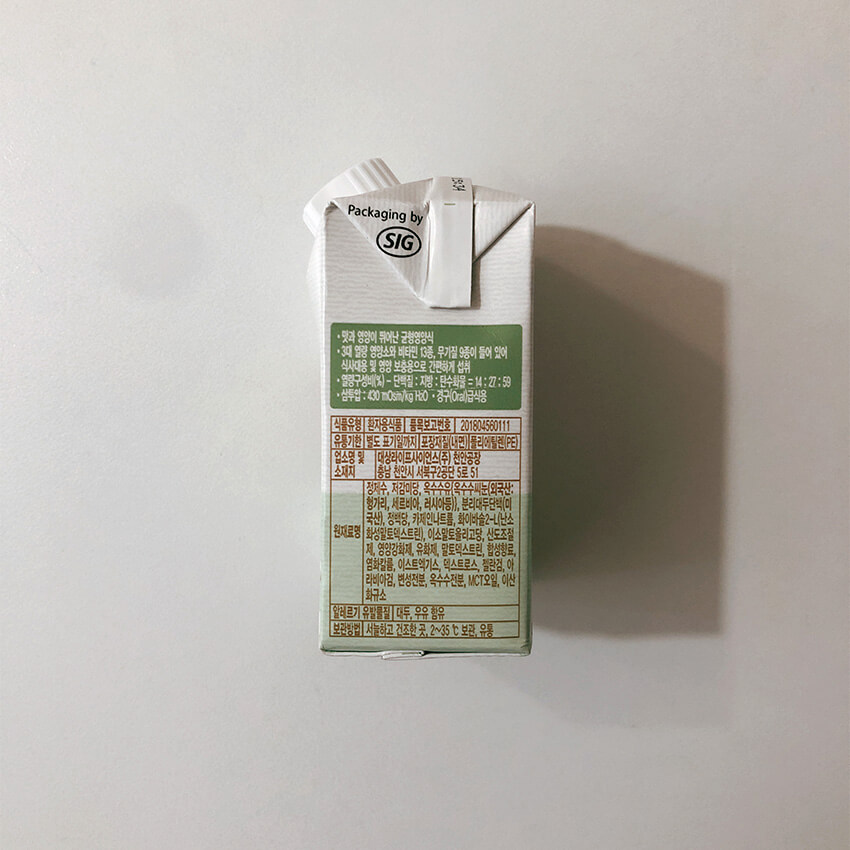 Packaging by
SIG
• 맛과 영양이 뛰어난 균형영양식
• 3대 열량 영양소와 비타민 13종, 무기질 9종이 들어 있어
식사대용 및 영양 보충용으로 간편하게 섭취
• 열량구성비(%) - 단백질 : 지방 : 탄수화물 = 14 : 27 : 59
• 삼투압 : 430 mOsm/kg H₂O • 경구(Oral)급식용
식품유형 환자용식품 품목보고번호 201804560111
유통기한 별도 표기일까지 포장재질(내면) 폴리에틸렌(PE)
업소명 및 소재지 대상라이프사이언스(주) 천안공장
충남 천안시 서북구 2공단 5로 51
원재료명 정제수, 저감미당, 옥수수유{옥수수씨눈(외국산:
헝가리, 세르비아, 러시아등)}, 분리대두단백(미
국산), 정백당, 카제인나트륨, 화이바솔2-L(난소
화성말토덱스트린), 이소말토올리고당, 산도조절
제, 영양강화제, 유화제, 말토덱스트린, 합성향료,
염화칼륨, 이스트엑기스, 덱스트로스, 젤란검, 아
라비아검, 변성전분, 옥수수전분, MCT오일, 이산
화규소
알레르기 유발물질 대두, 우유 함유
보관방법 서늘하고 건조한 곳, 2~35 ℃ 보관, 유통